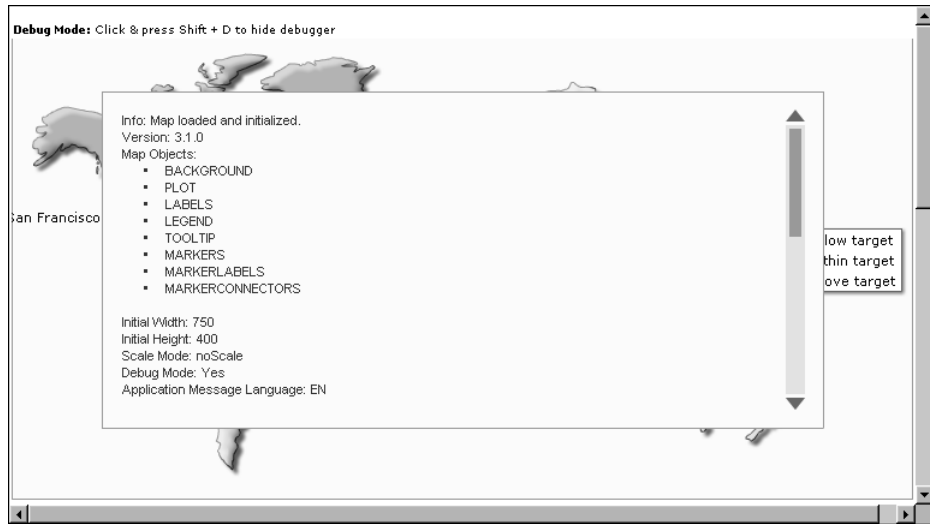 Debug Mode: Click & press Shift + D to hide debugger
Info: Map loaded and initialized.
Version: 3.1.0
Map Objects:
▪ BACKGROUND
▪ PLOT
▪ LABELS
▪ LEGEND
▪ TOOLTIP
▪ MARKERS
▪ MARKERLABELS
▪ MARKERCONNECTORS
Initial Width: 750
Initial Height: 400
Scale Mode: noScale
Debug Mode: Yes
Application Message Language: EN
San Francisco
low target
thin target
ove target